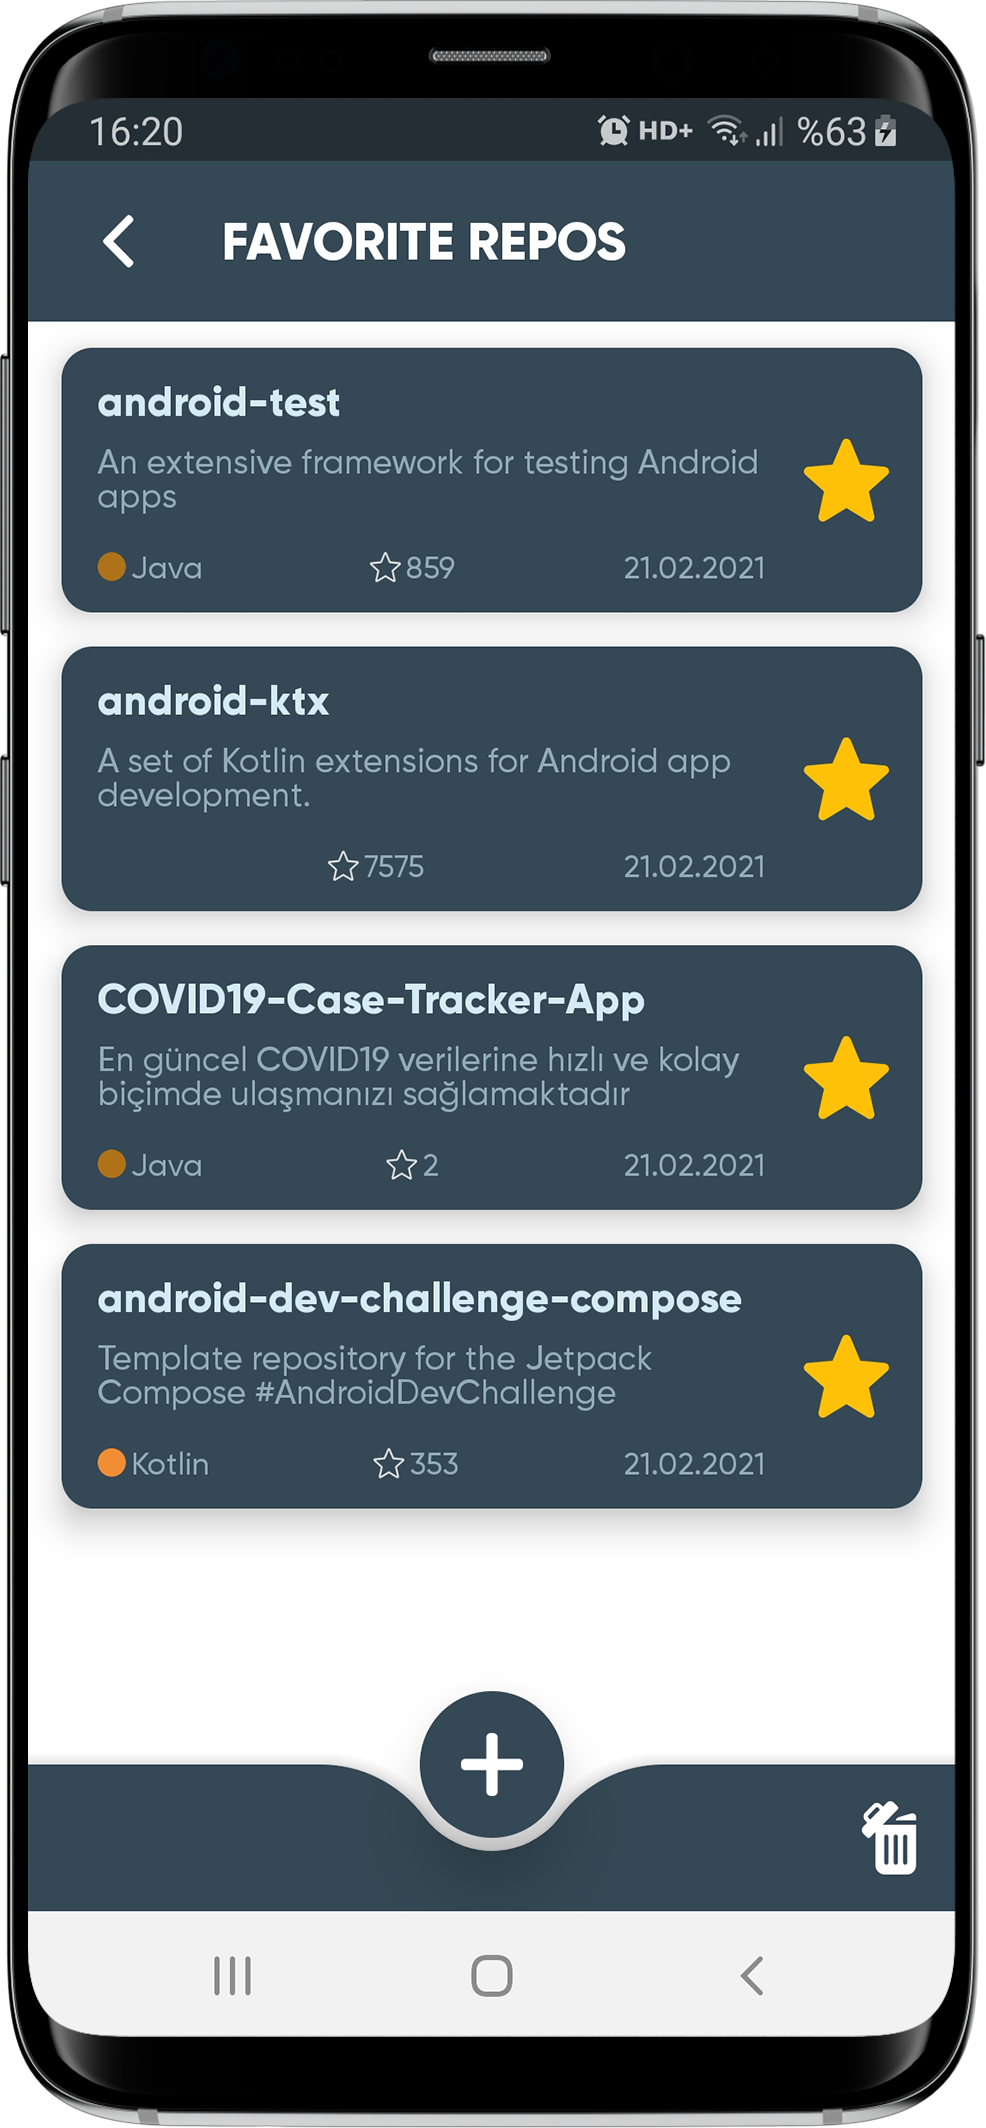 16:20 HD+ %63
FAVORITE REPOS
android-test
An extensive framework for testing Android
apps
Java 859 21.02.2021
android-ktx
A set of Kotlin extensions for Android app
development.
7575 21.02.2021
COVID19-Case-Tracker-App
En güncel COVID19 verilerine hızlı ve kolay
biçimde ulaşmanızı sağlamaktadır
Java 2 21.02.2021
android-dev-challenge-compose
Template repository for the Jetpack
Compose #AndroidDevChallenge
Kotlin 353 21.02.2021